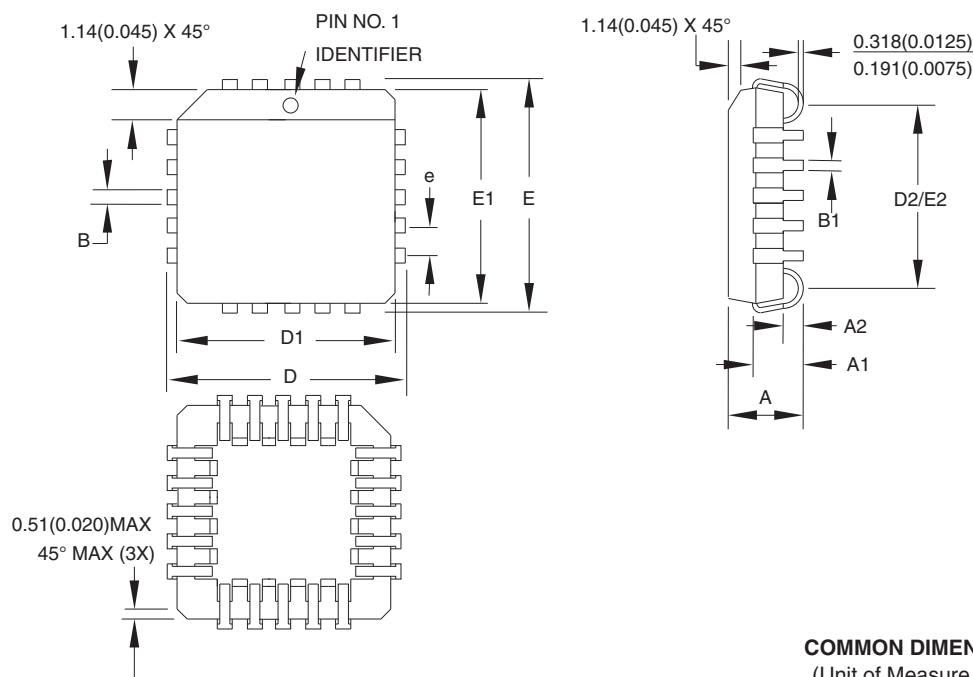 1.14(0.045) X 45°
PIN NO. 1
IDENTIFIER
1.14(0.045) X 45°
0.318(0.0125)
0.191(0.0075)
e
E1
E
B
B1
D2/E2
D1
D
A2
A1
A
0.51(0.020)MAX
45° MAX (3X)
COMMON DIMEN
(Unit of Measure